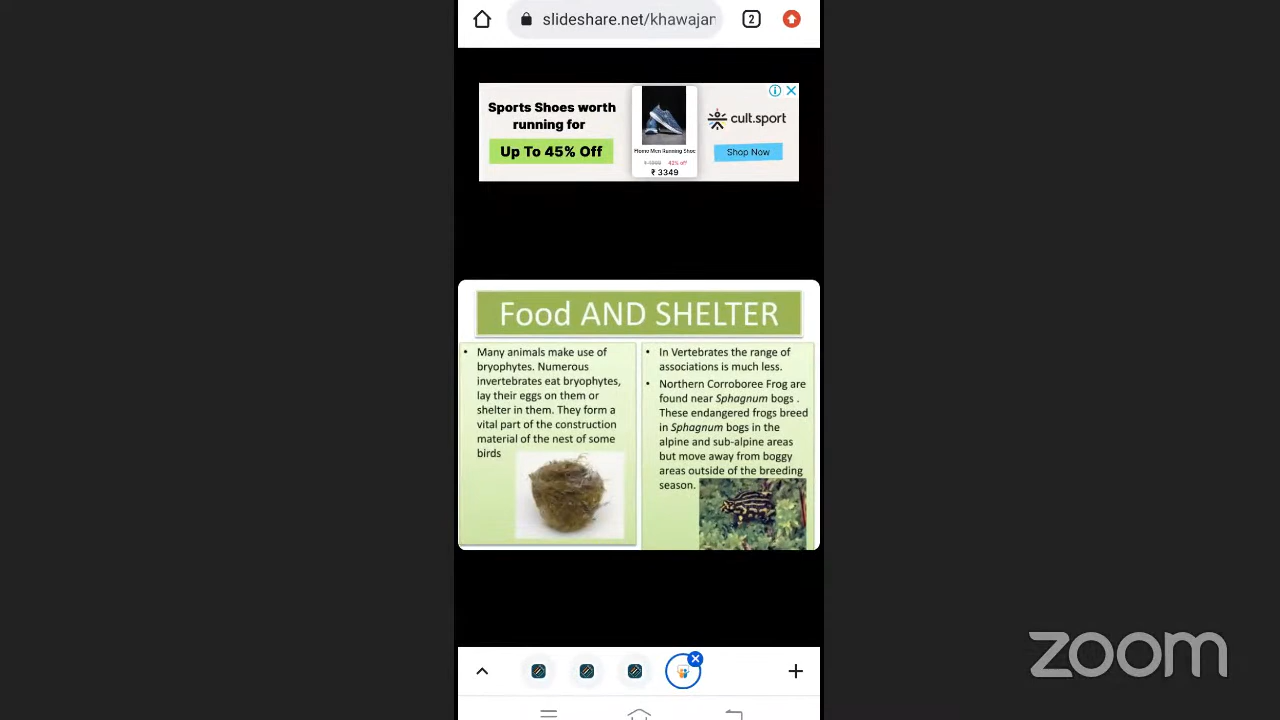 slideshare.net/khawajar
2
Sports Shoes worth
running for
Up To 45% Off
42% off
₹ 3349
cult.sport
Shop Now
Food AND SHELTER
• Many animals make use of
bryophytes. Numerous
invertebrates eat bryophytes,
lay their eggs on them or
shelter in them. They form a
vital part of the construction
material of the nest of some
birds
• In Vertebrates the range of
associations is much less.
• Northern Corroboree Frog are
found near Sphagnum bogs .
These endangered frogs breed
in Sphagnum bogs in the
alpine and sub-alpine areas
but move away from boggy
areas outside of the breeding
season.
zoom